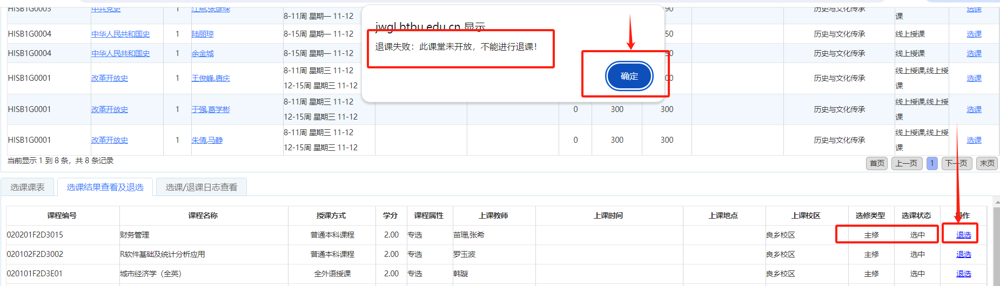 HISB1G0003 中共党史 1 江燕,张彦琛 8-11周 星期一 11-12 历史与文化传承 课 选课
jwgl.btbu.edu.cn 显示
退课失败：此课堂未开放，不能进行退课！
确定
HISB1G0004 中华人民共和国史 1 陆丽琼 8-15周 星期一 11-12 50 历史与文化传承 线上授课 选课
HISB1G0004 中华人民共和国史 1 余金城 8-15周 星期一 11-12 历史与文化传承 线上授课 选课
HISB1G0001 改革开放史 1 王俊峰,唐庆 8-11周 星期三 11-12 历史与文化传承 线上授课,线上授
12-15周 星期三 11-12 课 选课
HISB1G0001 改革开放史 1 于强,葛学彬 8-11周 星期三 11-12 0 300 300 历史与文化传承 线上授课,线上授
12-15周 星期三 11-12 课 选课
HISB1G0001 改革开放史 1 朱倩,马静 8-11周 星期三 11-12 0 300 300 历史与文化传承 线上授课,线上授
12-15周 星期三 11-12 课 选课
当前显示 1 到 8 条，共 8 条记录 首页 上一页 1 下一页 末页
选课课表 选课结果查看及退选 选课/退课日志查看
课程编号 课程名称 授课方式 学分 课程属性 上课教师 上课时间 上课地点 上课校区 选修类型 选课状态 操作
020201F2D3015 财务管理 普通本科课程 2.00 专选 苗珊,张希 良乡校区 主修 选中 退选
020102F2D3002 R软件基础及统计分析应用 普通本科课程 2.00 专选 罗玉波 良乡校区 主修 选中 退选
020101F2D3E01 城市经济学（全英） 全外语授课 2.00 专选 韩璇 良乡校区 主修 选中 退选